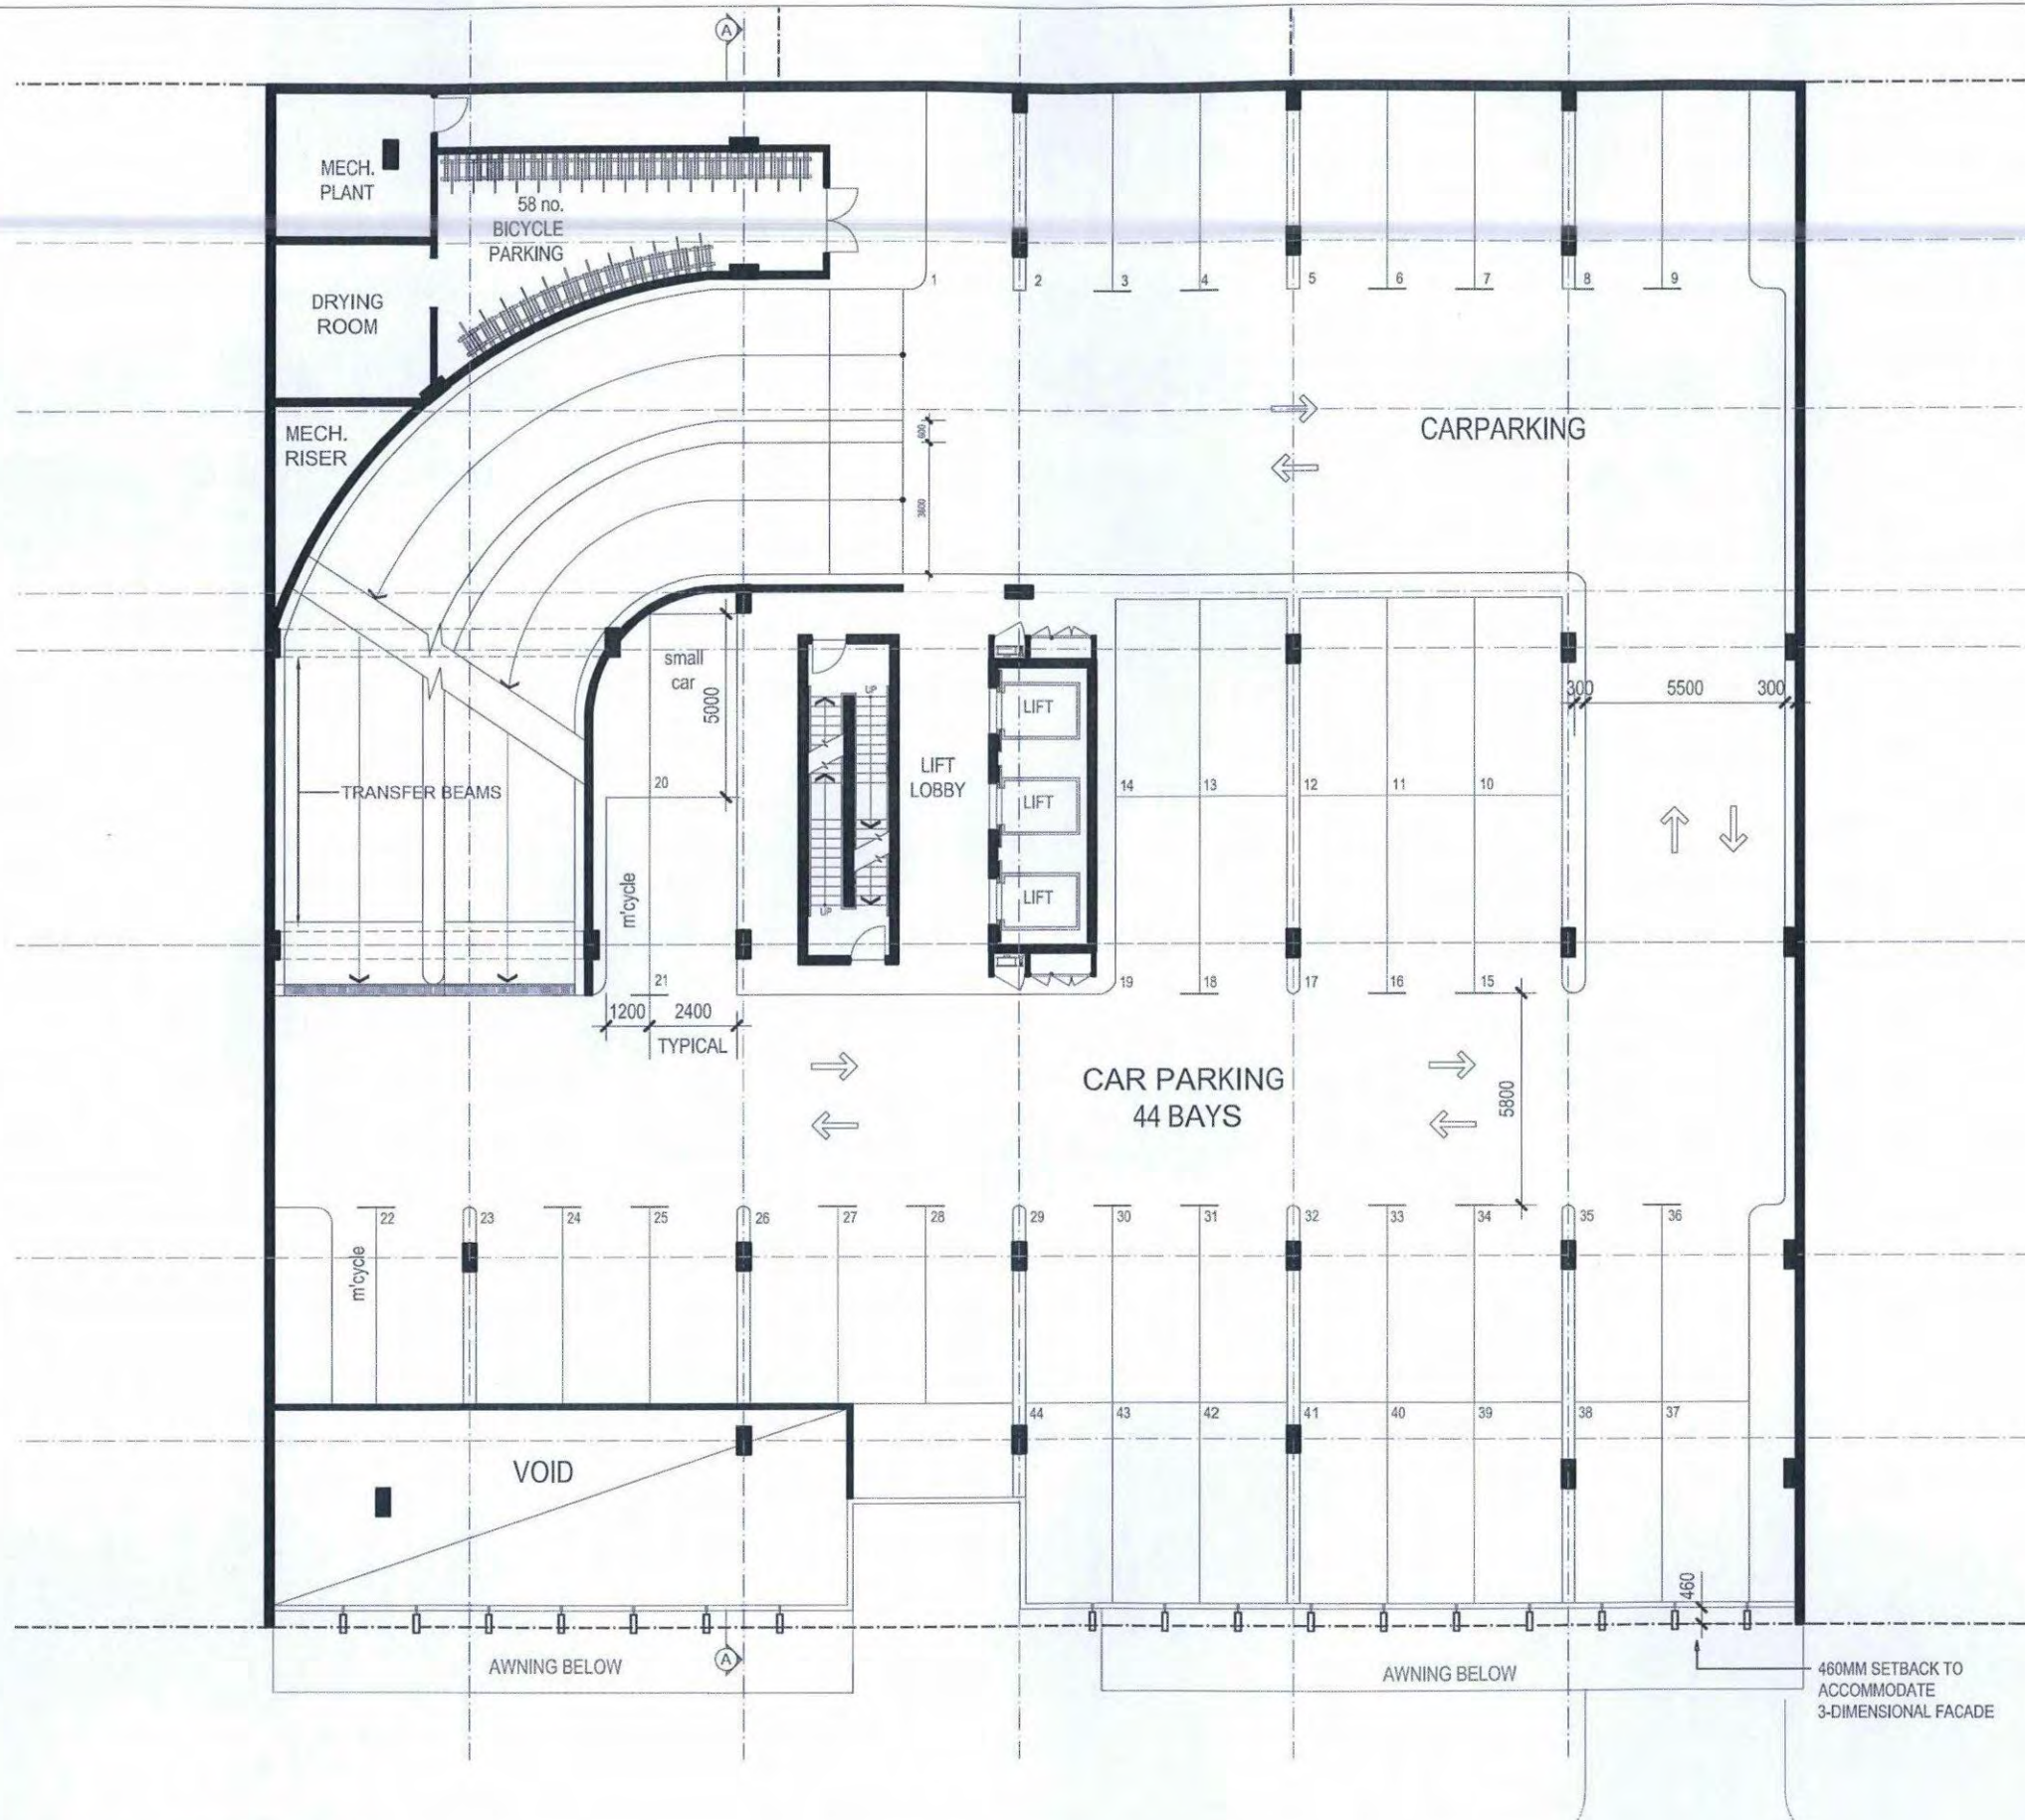 A
MECH.
PLANT
58 no.
BICYCLE
PARKING
DRYING
ROOM
MECH.
RISER
1
2
3
4
5
6
7
8
9
600
3600
CARPARKING
small
car
5000
UP
UP
LIFT
LIFT
LIFT
LIFT
LOBBY
300
5500
300
TRANSFER BEAMS
20
14
13
12
11
10
m'cycle
21
19
18
17
16
15
1200
2400
TYPICAL
CAR PARKING
44 BAYS
5800
22
23
24
25
26
27
28
29
30
31
32
33
34
35
36
m'cycle
44
43
42
41
40
39
38
37
VOID
460
AWNING BELOW
A
AWNING BELOW
460MM SETBACK TO
ACCOMMODATE
3-DIMENSIONAL FACADE